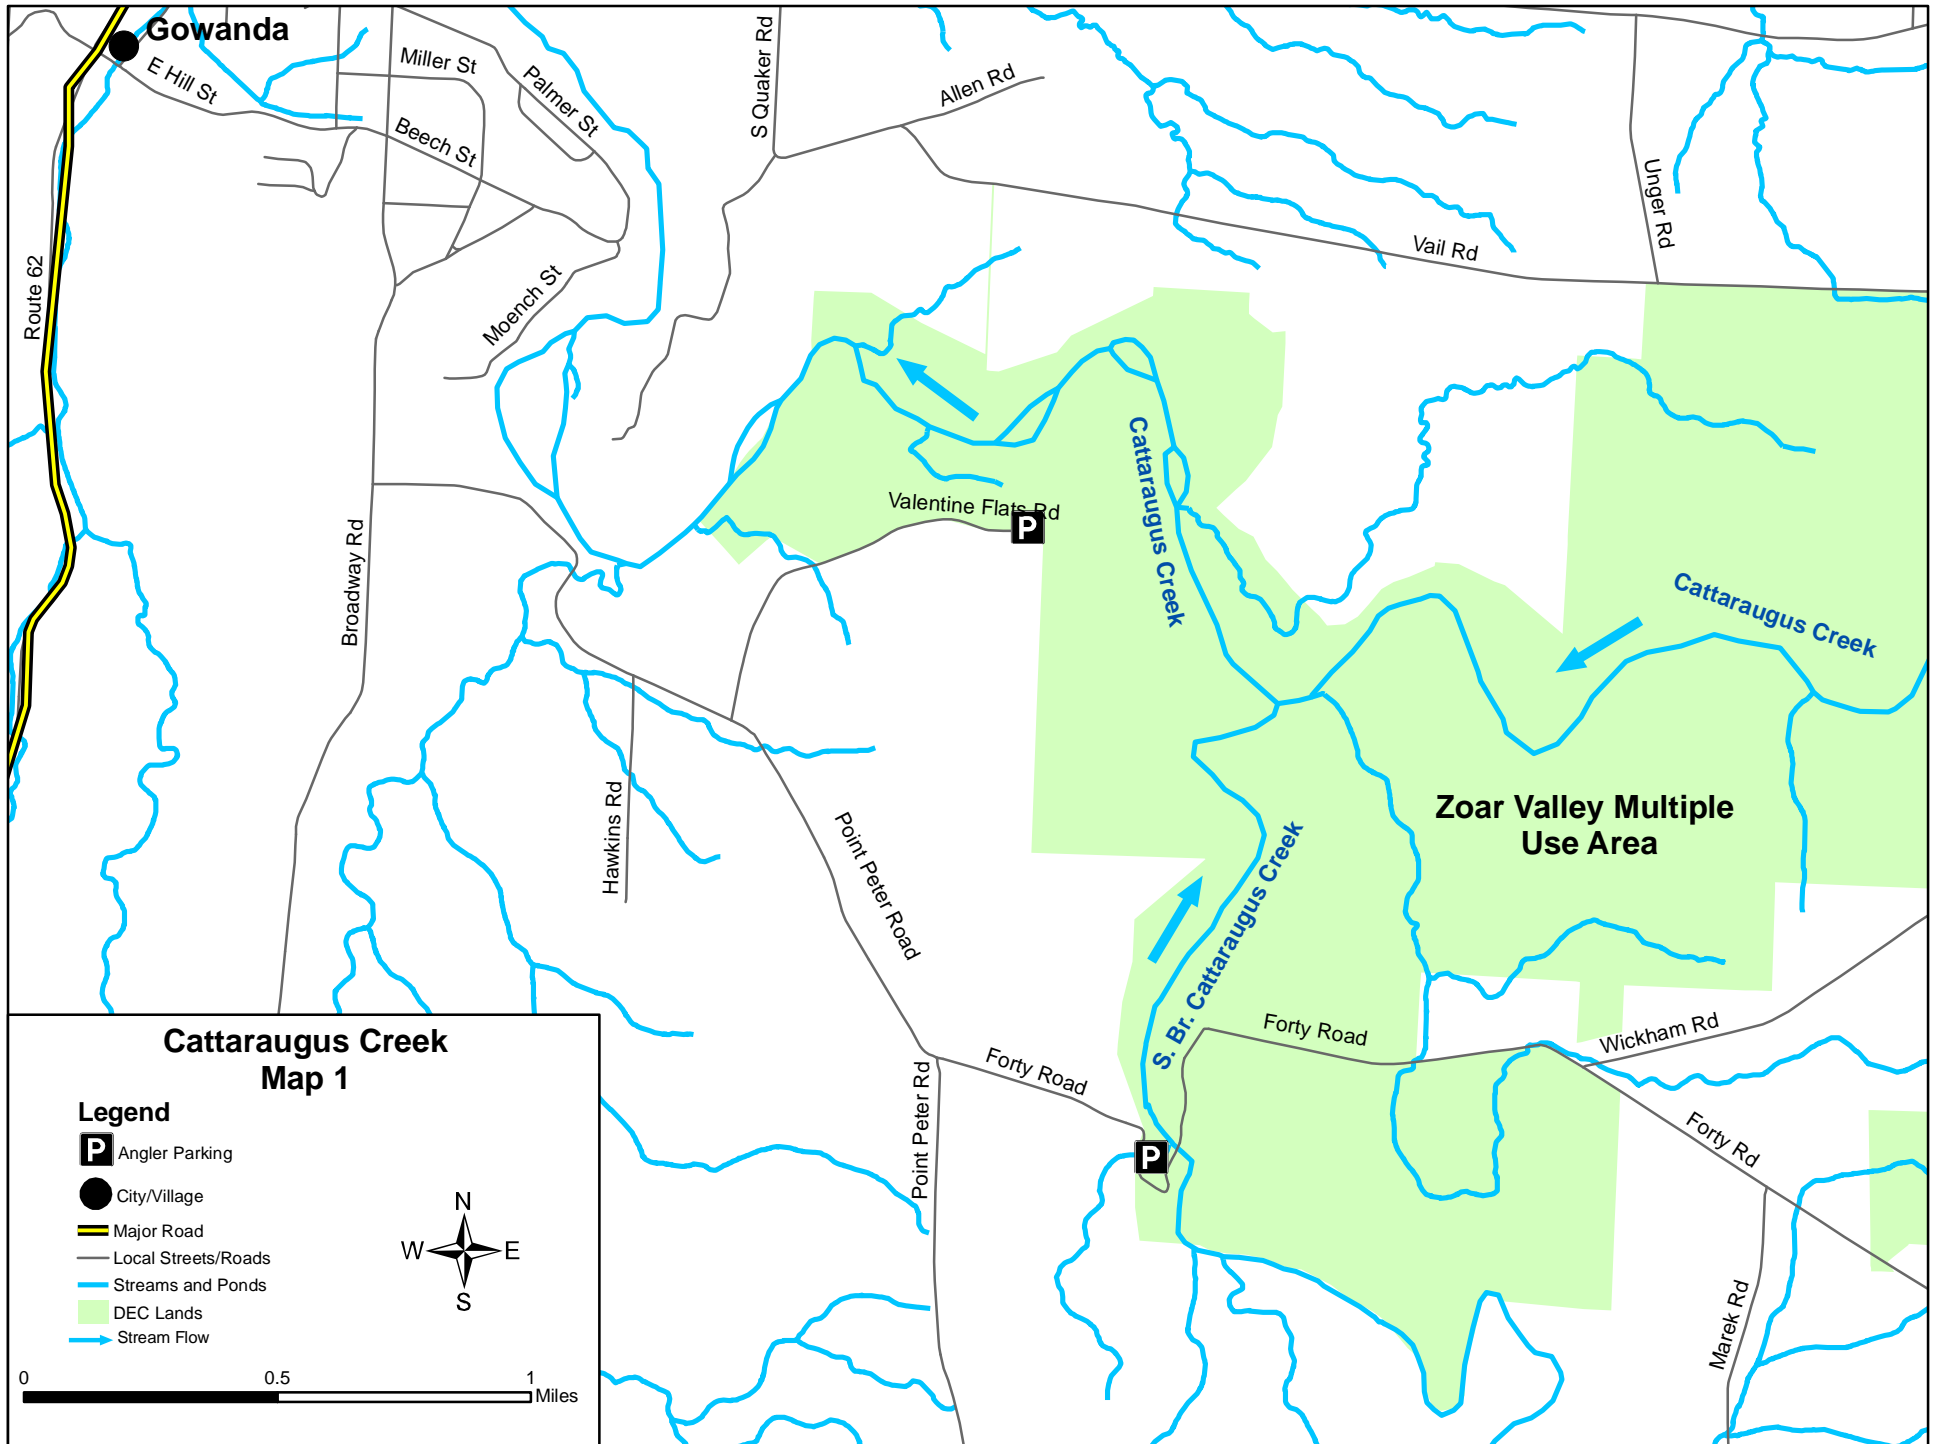 Gowanda
E Hill St
Miller St
Palmer St
Beech St
S Quaker Rd
Allen Rd
Unger Rd
Vail Rd
Route 62
Moench St
Broadway Rd
Valentine Flats Rd
P
Cattaraugus Creek
Cattaraugus Creek
Hawkins Rd
Point Peter Road
Zoar Valley Multiple
Use Area
S. Br. Cattaraugus Creek
Forty Road
Wickham Rd
Forty Road
Point Peter Rd
P
Forty Rd
Marek Rd
Cattaraugus Creek
Map 1
Legend
P Angler Parking
City/Village
Major Road
Local Streets/Roads
Streams and Ponds
DEC Lands
Stream Flow
N
W E
S
0 0.5 1
Miles